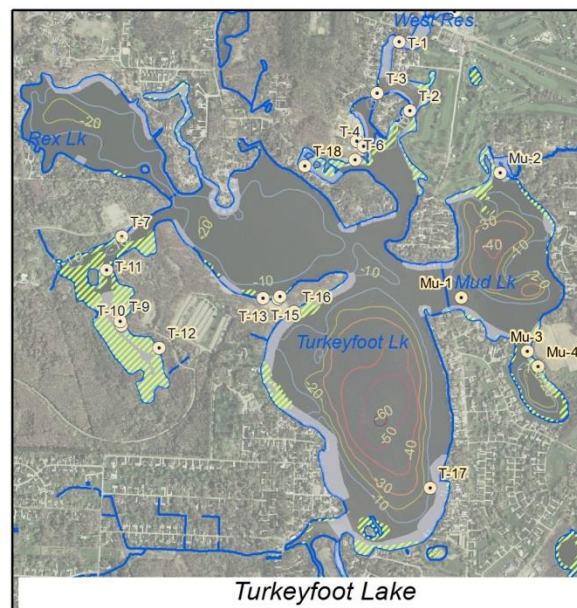 West Res
T-1
T-3
T-2
T-4
T-6
T-18
Mu-2
Rex Lk
-20
T-7
-20
T-11
-10
-10
-30
-40
-20
Mu-1
Mud Lk
T-13
T-15
T-16
T-9
T-10
T-12
Turkeyfoot Lk
Mu-3
Mu-4
-20
-60
-50
40
-30
-10
T-17
Turkeyfoot Lake